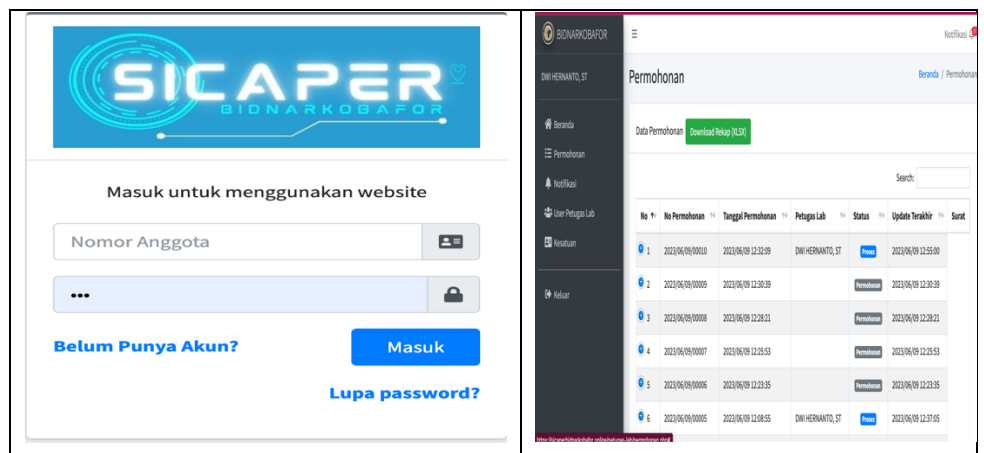 SICAPER
BIDNARKOBAFOR
Masuk untuk menggunakan website
Nomor Anggota
•••
Belum Punya Akun?
Masuk
Lupa password?
BIDNARKOBAFOR
Notifikasi
DWI HERNANTO, ST
Permohonan
Beranda / Permohonan
Beranda
Permohonan
Notifikasi
User Petugas Lab
Kesatuan
Keluar
Data Permohonan Download Rekap (XLSX)
Search:
No No Permohonan Tanggal Permohonan Petugas Lab Status Update Terakhir Surat
1 2023/06/09/00010 2023/06/09 12:32:09 DWI HERNANTO, ST Proses 2023/06/09 12:55:00
2 2023/06/09/00009 2023/06/09 12:30:39 Permohonan 2023/06/09 12:30:39
3 2023/06/09/00008 2023/06/09 12:28:21 Permohonan 2023/06/09 12:28:21
4 2023/06/09/00007 2023/06/09 12:25:53 Permohonan 2023/06/09 12:25:53
5 2023/06/09/00006 2023/06/09 12:23:35 Permohonan 2023/06/09 12:23:35
6 2023/06/09/00005 2023/06/09 12:08:55 DWI HERNANTO, ST Proses 2023/06/09 12:37:05